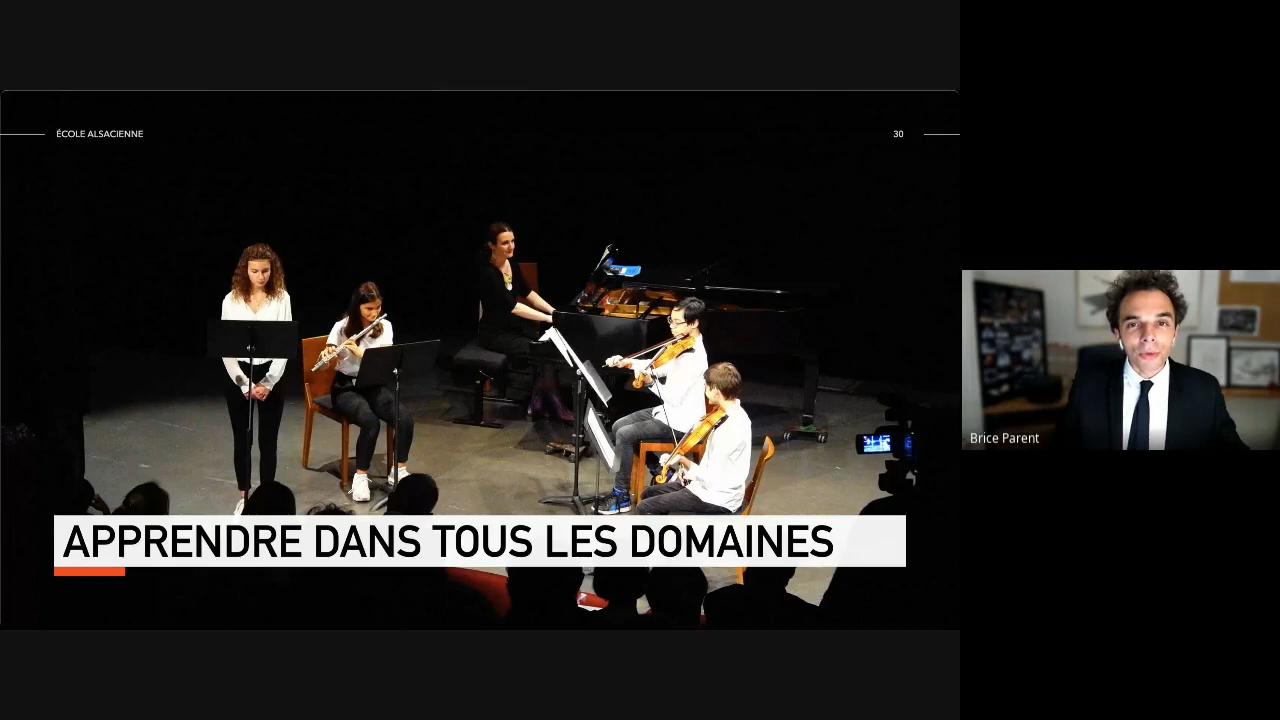 ÉCOLE ALSACIENNE
30
APPRENDRE DANS TOUS LES DOMAINES
Brice Parent